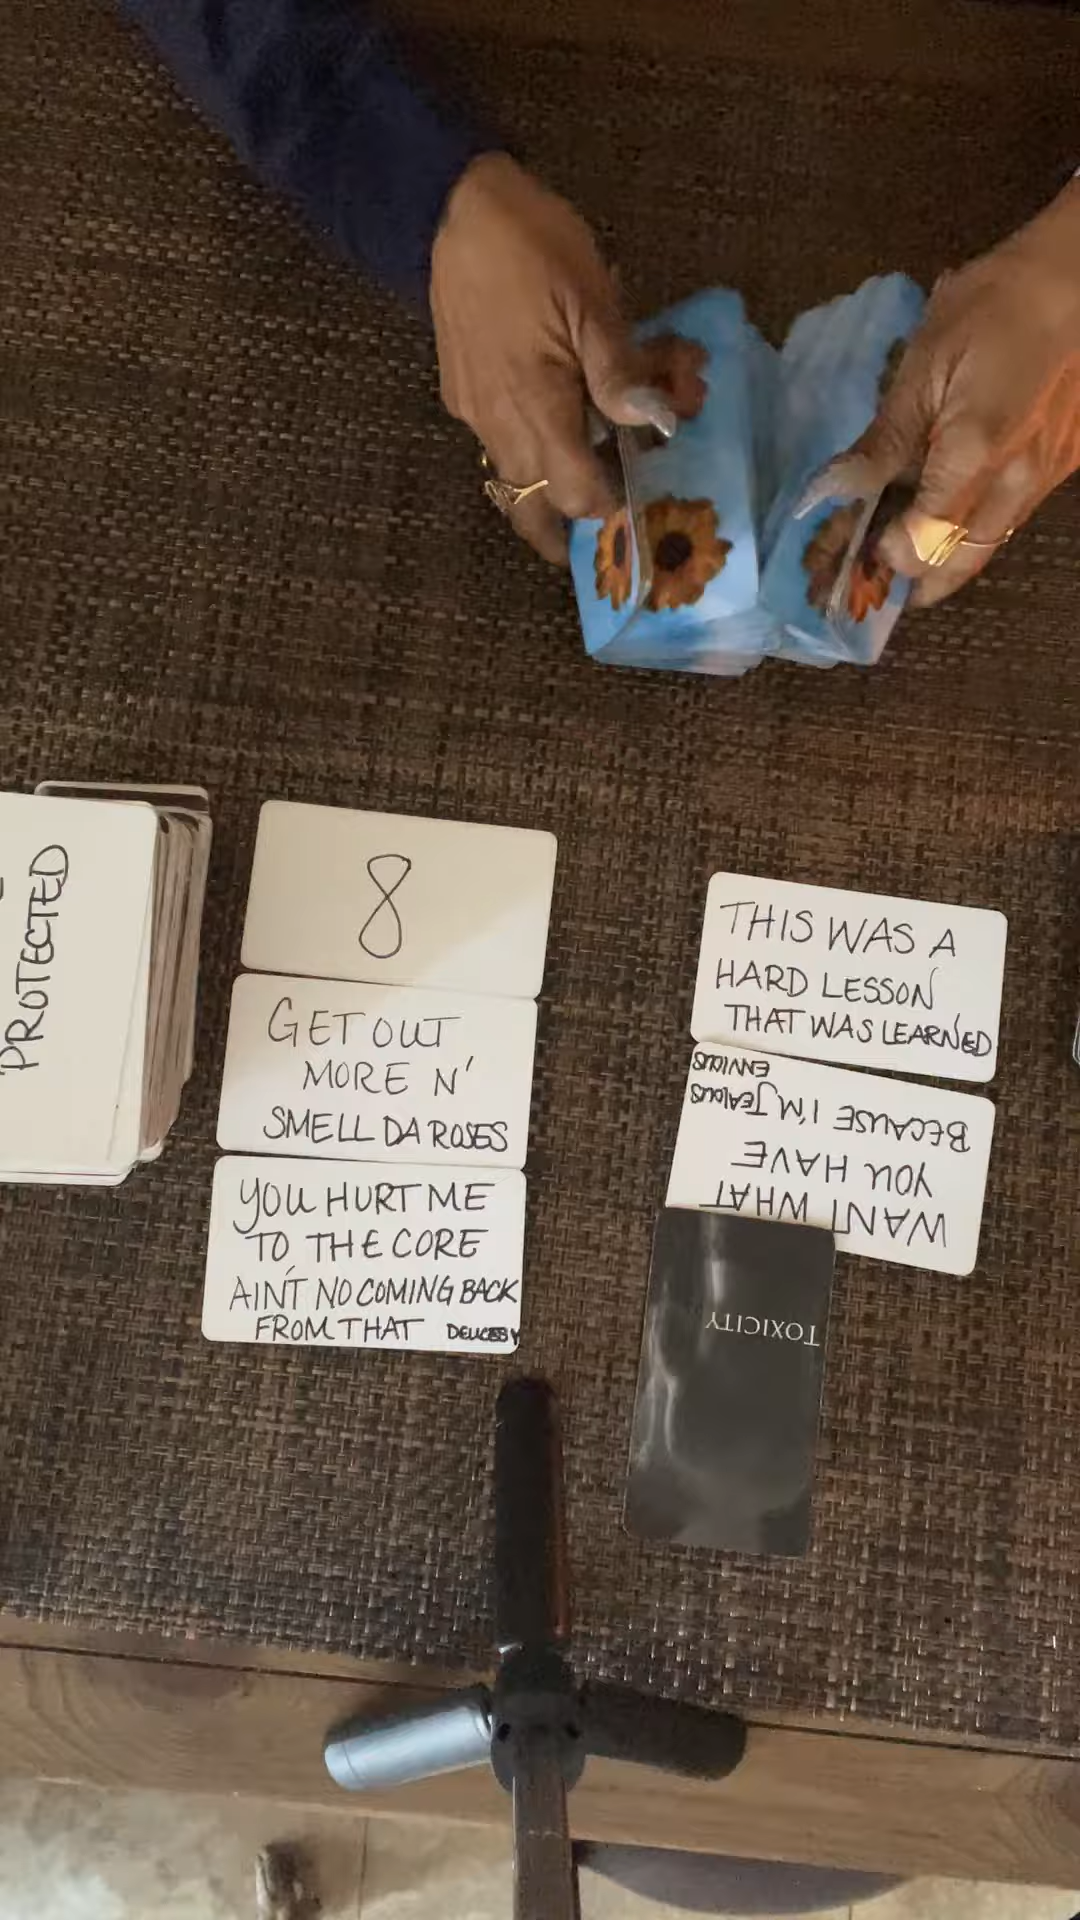 PROTECTED
8
GET OUT
MORE N'
SMELL DA ROSES
YOU HURT ME
TO THE CORE
AIN'T NO COMING BACK
FROM THAT DEUCES
THIS WAS A
HARD LESSON
THAT WAS LEARNED
WANT WHAT
YOU HAVE
BECAUSE I'M JEALOUS
ENVIOUS
TOXICITY